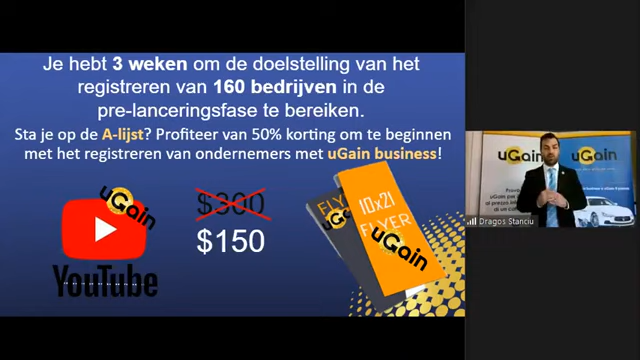 Je hebt 3 weken om de doelstelling van het
registreren van 160 bedrijven in de
pre-lanceringsfase te bereiken.
Sta je op de A-lijst? Profiteer van 50% korting om te beginnen
met het registreren van ondernemers met uGain business!
uGain
YouTube
$300
$150
10x21
FLYER
uGain
uGain
uGain
Dragos Stanciu